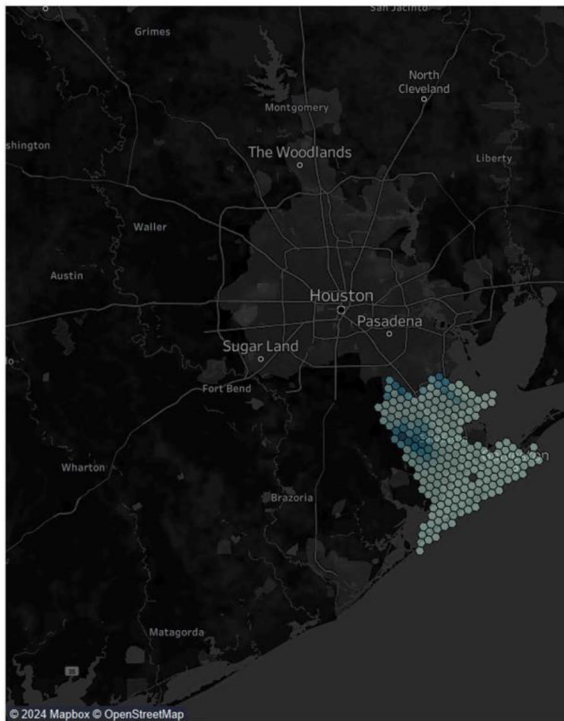 San Jacinto
Grimes
North
Cleveland
Montgomery
shington
The Woodlands
Liberty
Waller
Austin
Houston
Pasadena
Sugar Land
Fort Bend
Wharton
Brazoria
Matagorda
© 2024 Mapbox © OpenStreetMap